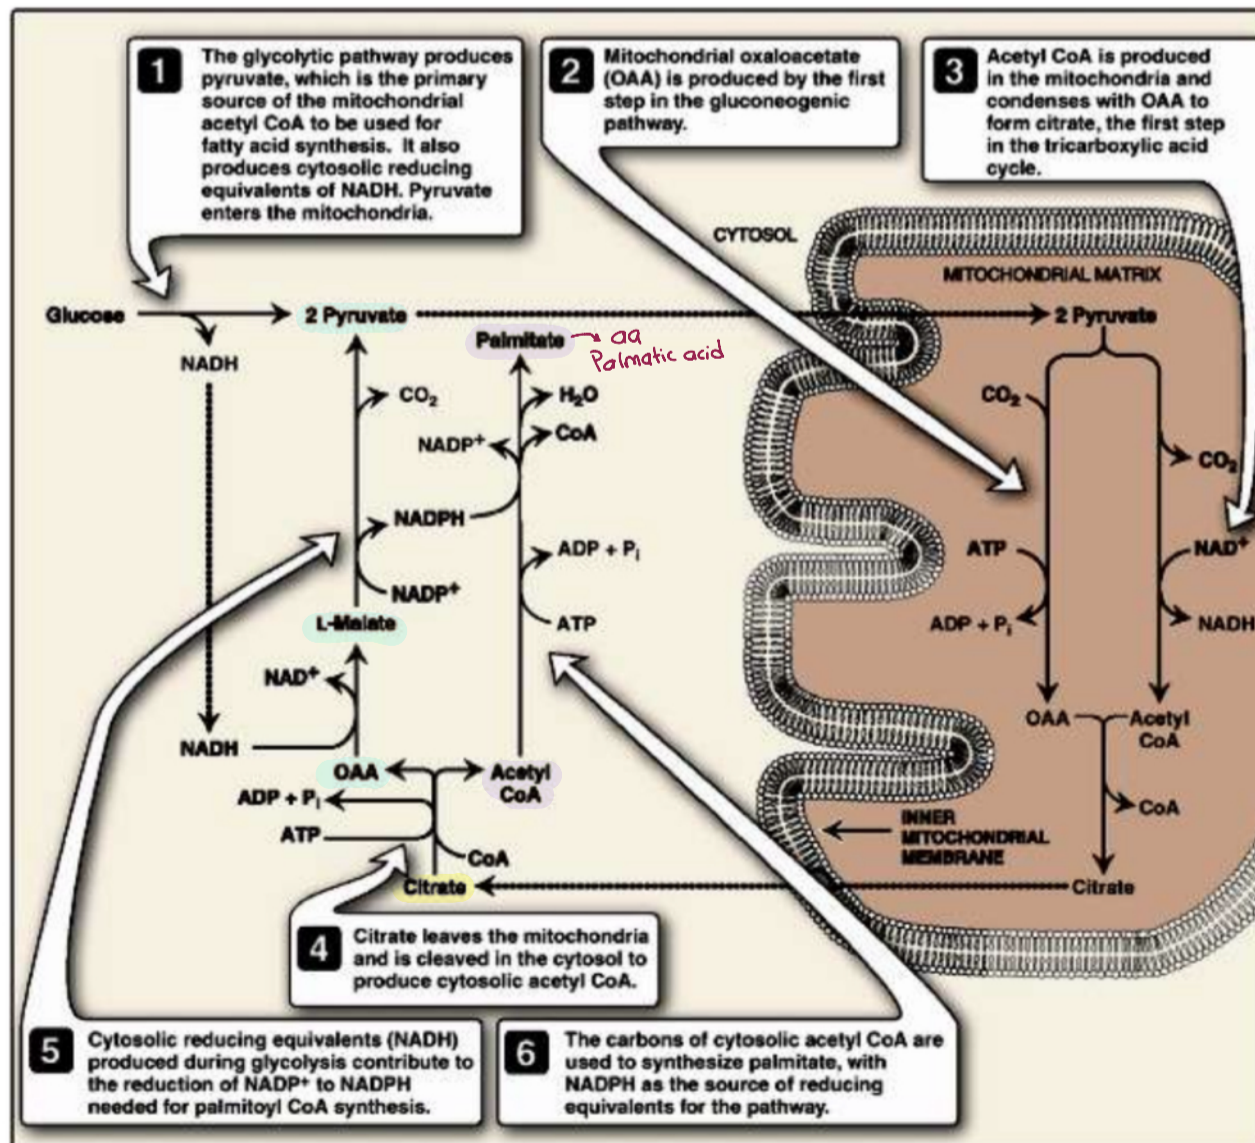 1
The glycolytic pathway produces
pyruvate, which is the primary
source of the mitochondrial
acetyl CoA to be used for
fatty acid synthesis. It also
produces cytosolic reducing
equivalents of NADH. Pyruvate
enters the mitochondria.
2
Mitochondrial oxaloacetate
(OAA) is produced by the first
step in the gluconeogenic
pathway.
3
Acetyl CoA is produced
in the mitochondria and
condenses with OAA to
form citrate, the first step
in the tricarboxylic acid
cycle.
CYTOSOL
MITOCHONDRIAL MATRIX
Glucose
2 Pyruvate
2 Pyruvate
NADH
Palmitate → aa
Palmatic acid
CO₂
H₂O
NADP⁺
CoA
NADPH
ADP + Pi
NADP⁺
ATP
L-Malate
NAD⁺
NADH
OAA
Acetyl
CoA
ADP + Pi
ATP
CoA
Citrate
CO₂
CO₂
ATP
NAD⁺
ADP + Pi
NADH
OAA
Acetyl
CoA
CoA
INNER
MITOCHONDRIAL
MEMBRANE
Citrate
4
Citrate leaves the mitochondria
and is cleaved in the cytosol to
produce cytosolic acetyl CoA.
5
Cytosolic reducing equivalents (NADH)
produced during glycolysis contribute to
the reduction of NADP⁺ to NADPH
needed for palmitoyl CoA synthesis.
6
The carbons of cytosolic acetyl CoA are
used to synthesize palmitate, with
NADPH as the source of reducing
equivalents for the pathway.